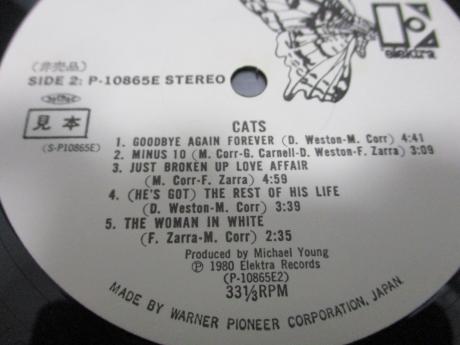 elektra
(非売品)
SIDE 2: P-10865E STEREO
見本
(S-P10865E)
CATS
1. GOODBYE AGAIN FOREVER (D. Weston-M. Corr) 4:41
2. MINUS 10 (M. Corr-G. Carnell-D. Weston-F. Zarra) 3:09
3. JUST BROKEN UP LOVE AFFAIR
(M. Corr-F. Zarra) 4:59
4. (HE'S GOT) THE REST OF HIS LIFE
(D. Weston-M. Corr) 3:39
5. THE WOMAN IN WHITE
(F. Zarra-M. Corr) 2:35
Produced by Michael Young
Ⓟ 1980 Elektra Records
(P-10865E2)
33⅓RPM
MADE BY WARNER PIONEER CORPORATION, JAPAN